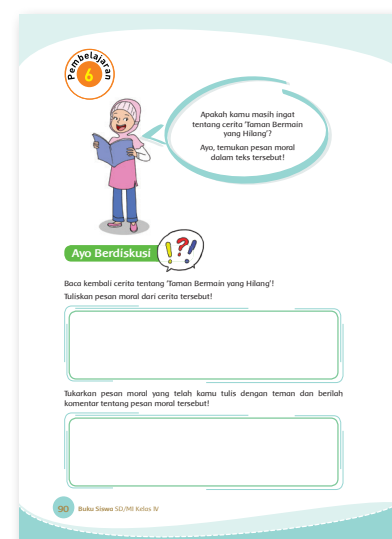 Pembelajaran
6
Apakah kamu masih ingat
tentang cerita 'Taman Bermain
yang Hilang'?
Ayo, temukan pesan moral
dalam teks tersebut!
Ayo Berdiskusi
!?!
Baca kembali cerita tentang 'Taman Bermain yang Hilang'!
Tuliskan pesan moral dari cerita tersebut!
Tukarkan pesan moral yang telah kamu tulis dengan teman dan berilah
komentar tentang pesan moral tersebut!
90 Buku Siswa SD/MI Kelas IV